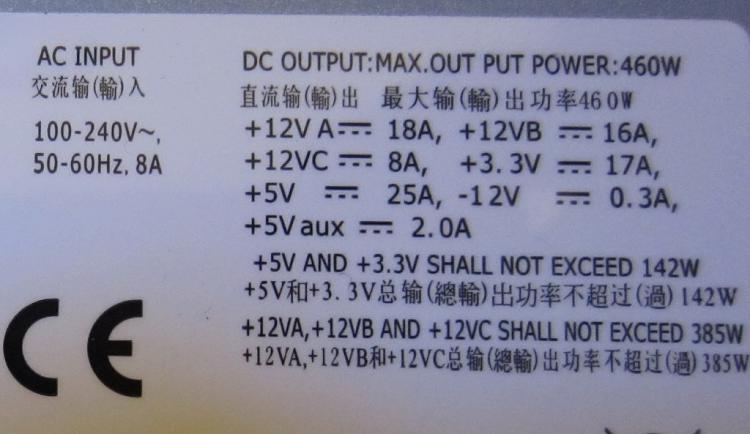 AC INPUT
交流输(輸)入
100-240V~,
50-60Hz, 8A
DC OUTPUT:MAX.OUT PUT POWER:460W
直流输(輸)出 最大输(輸)出功率460W
+12V A⎓ 18A, +12VB ⎓ 16A,
+12VC ⎓ 8A, +3.3V ⎓ 17A,
+5V ⎓ 25A, -12V ⎓ 0.3A,
+5Vaux ⎓ 2.0A
+5V AND +3.3V SHALL NOT EXCEED 142W
+5V和+3.3V总输(總輸)出功率不超过(過)142W
+12VA,+12VB AND +12VC SHALL NOT EXCEED 385W
+12VA,+12VB和+12VC总输(總輸)出功率不超过(過)385W
CE